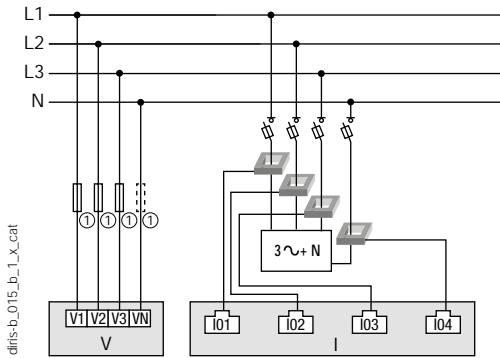 L1
L2
L3
N
1 1 1 1
3∿+ N
V1 V2 V3 VN
V
I01 I02 I03 I04
I
diris-b_015_b_1_x_cat